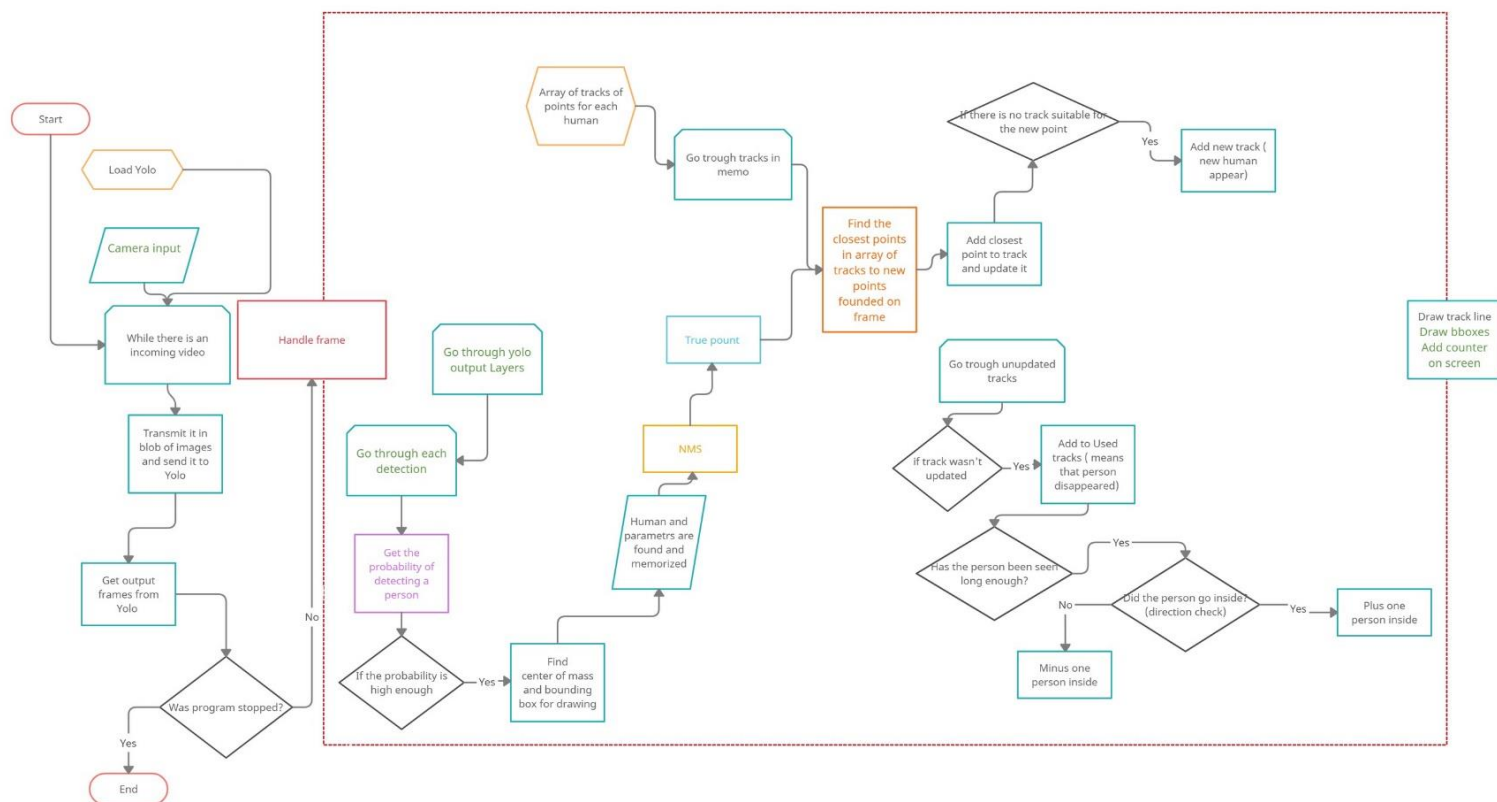 Start
Load Yolo
Camera input
While there is an
incoming video
Transmit it in
blob of images
and send it to
Yolo
Get output
frames from
Yolo
Was program stopped?
Yes
End
No
Handle frame
Go through yolo
output Layers
Go through each
detection
Get the
probability of
detecting a
person
If the probability is
high enough
Yes
Find
center of mass
and bounding
box for drawing
Human and
parametrs are
found and
memorized
NMS
True pount
Array of tracks of
points for each
human
Go trough tracks in
memo
Find the
closest points
in array of
tracks to new
points
founded on
frame
Add closest
point to track
and update it
If there is no track suitable for
the new point
Yes
Add new track (
new human
appear)
Go trough unupdated
tracks
if track wasn't
updated
Yes
Add to Used
tracks ( means
that person
disappeared)
Has the person been seen
long enough?
Yes
Did the person go inside?
(direction check)
No
Minus one
person inside
Yes
Plus one
person inside
Draw track line
Draw bboxes
Add counter
on screen